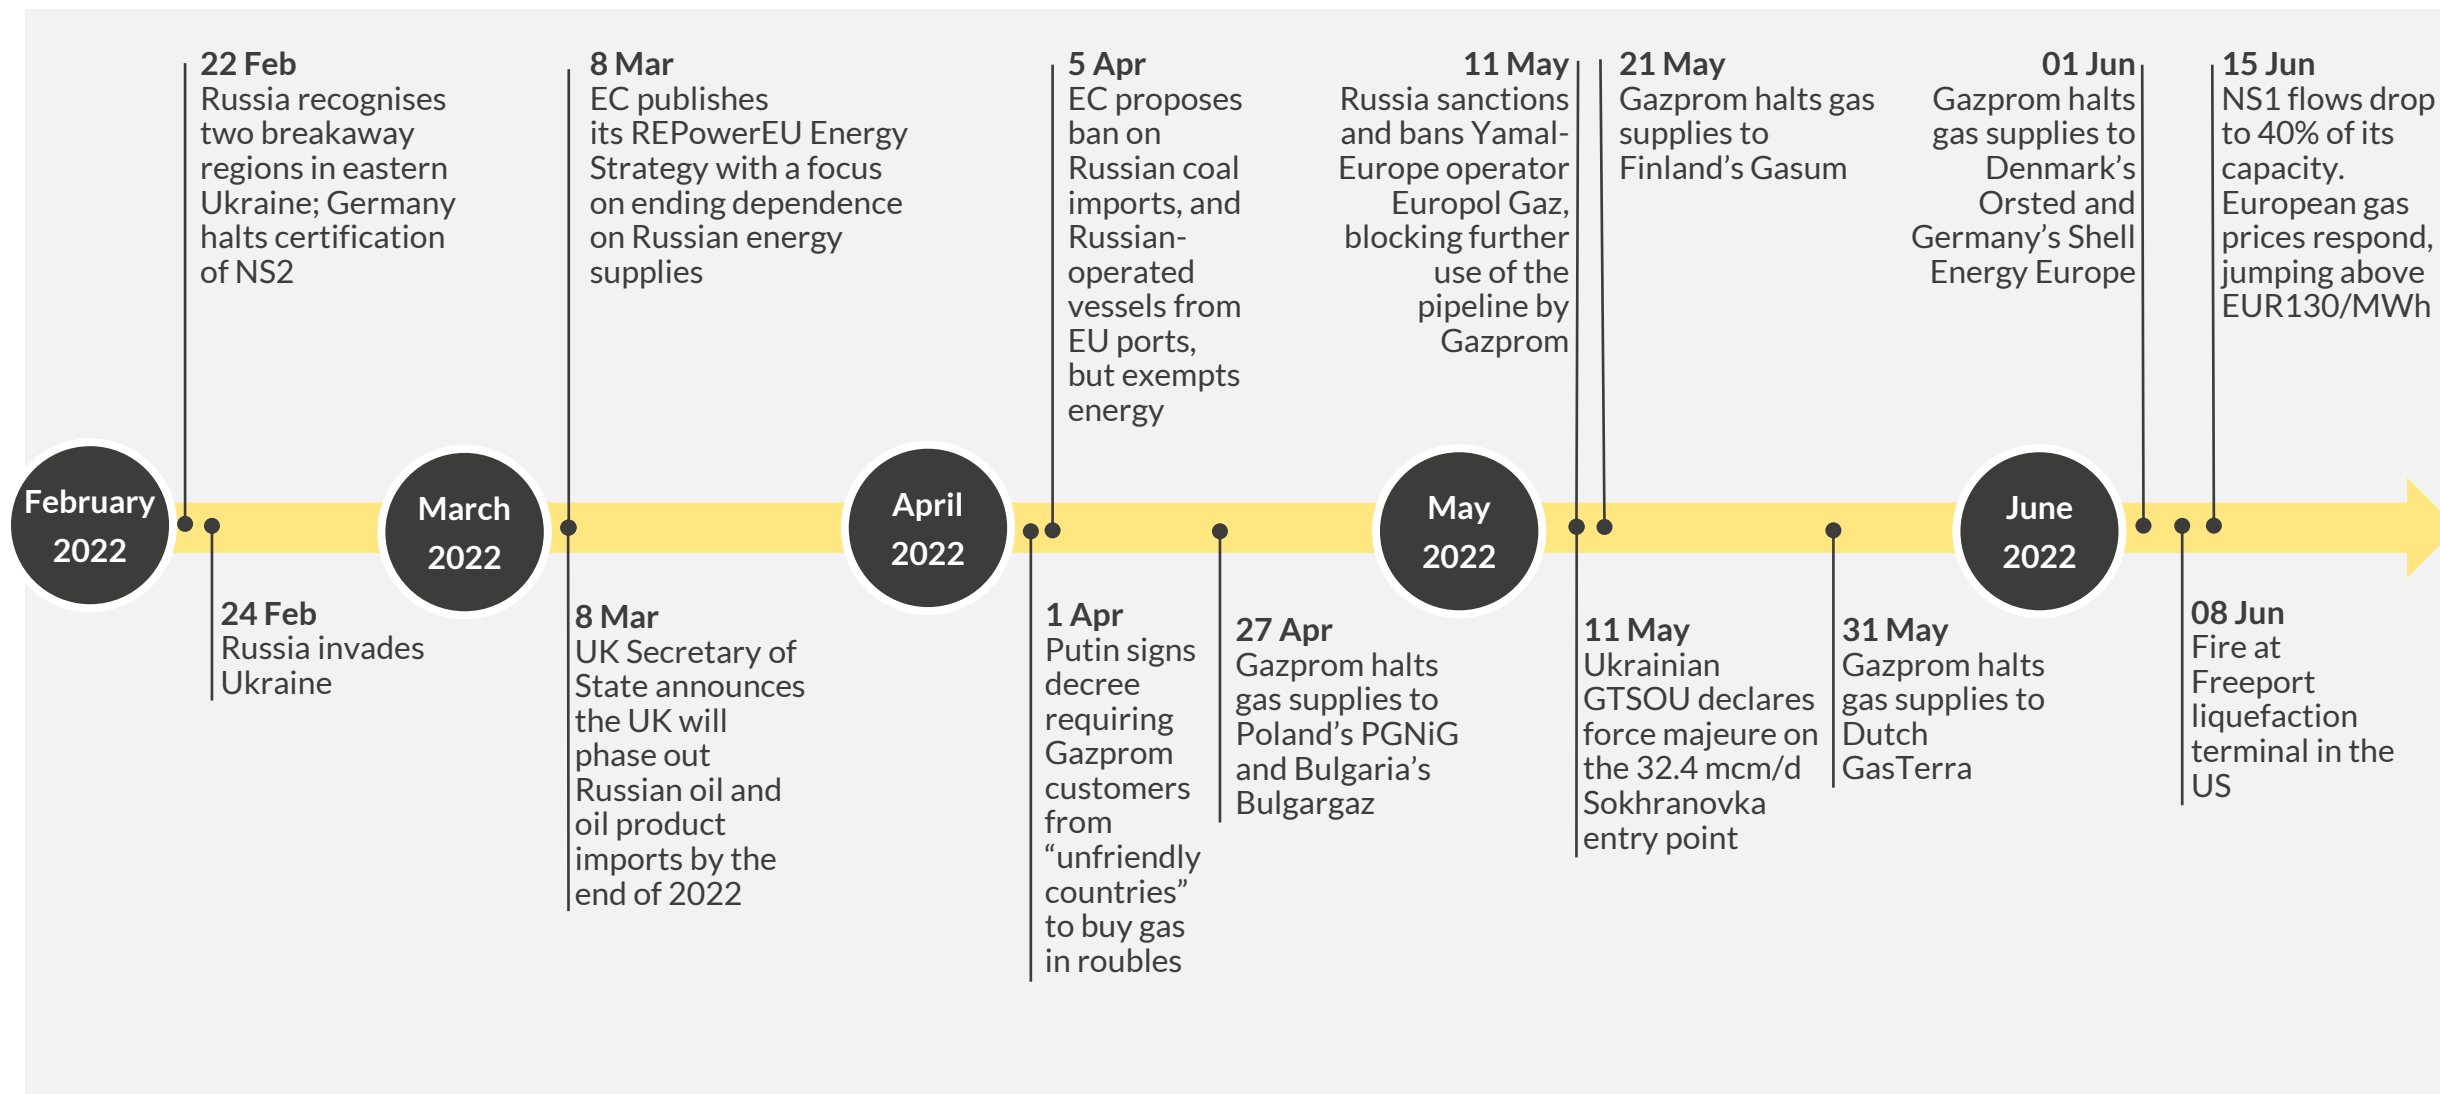 22 Feb
Russia recognises
two breakaway
regions in eastern
Ukraine; Germany
halts certification
of NS2
8 Mar
EC publishes
its REPowerEU Energy
Strategy with a focus
on ending dependence
on Russian energy
supplies
5 Apr
EC proposes
ban on
Russian coal
imports, and
Russian-
operated
vessels from
EU ports,
but exempts
energy
11 May
Russia sanctions
and bans Yamal-
Europe operator
Europol Gaz,
blocking further
use of the
pipeline by
Gazprom
21 May
Gazprom halts gas
supplies to
Finland’s Gasum
01 Jun
Gazprom halts
gas supplies to
Denmark’s
Orsted and
Germany’s Shell
Energy Europe
15 Jun
NS1 flows drop
to 40% of its
capacity.
European gas
prices respond,
jumping above
EUR130/MWh
February
2022
March
2022
April
2022
May
2022
June
2022
24 Feb
Russia invades
Ukraine
8 Mar
UK Secretary of
State announces
the UK will
phase out
Russian oil and
oil product
imports by the
end of 2022
1 Apr
Putin signs
decree
requiring
Gazprom
customers
from
“unfriendly
countries”
to buy gas
in roubles
27 Apr
Gazprom halts
gas supplies to
Poland’s PGNiG
and Bulgaria’s
Bulgargaz
11 May
Ukrainian
GTSOU declares
force majeure on
the 32.4 mcm/d
Sokhranovka
entry point
31 May
Gazprom halts
gas supplies to
Dutch
GasTerra
08 Jun
Fire at
Freeport
liquefaction
terminal in the
US